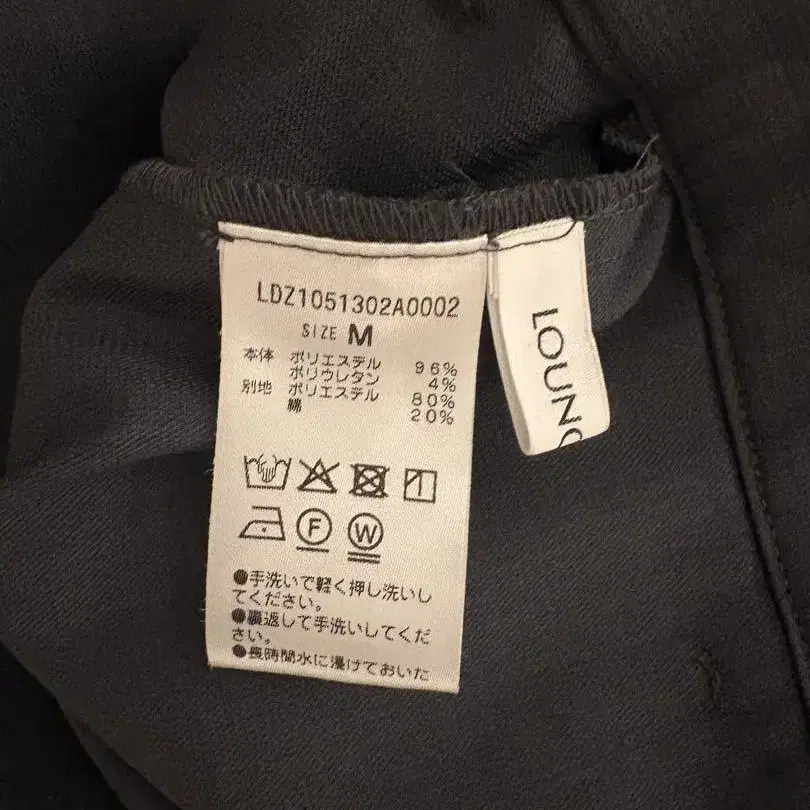 LDZ1051302A0002
SIZE M
本体 ポリエステル 96%
ポリウレタン 4%
別地 ポリエステル 80%
綿 20%
F W
●手洗いで軽く押し洗いし
てください。
●裏返して手洗いしてくだ
さい。
●長時間水に浸けておいた
LOUNG